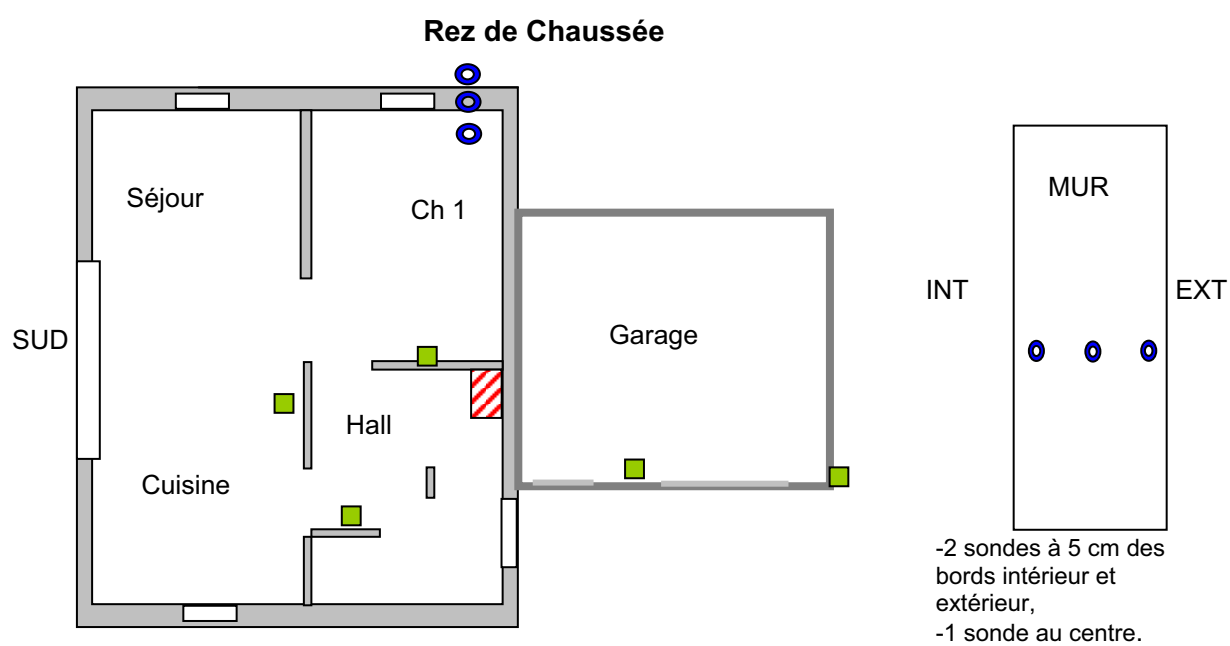 Rez de Chaussée
Séjour
Ch 1
MUR
INT
EXT
SUD
Garage
Hall
Cuisine
-2 sondes à 5 cm des
bords intérieur et
extérieur,
-1 sonde au centre.